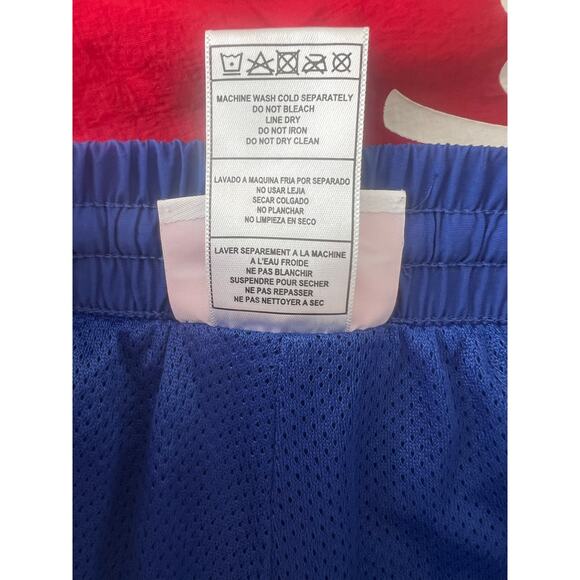 MACHINE WASH COLD SEPARATELY
DO NOT BLEACH
LINE DRY
DO NOT IRON
DO NOT DRY CLEAN
LAVADO A MAQUINA FRIA POR SEPARADO
NO USAR LEJIA
SECAR COLGADO
NO PLANCHAR
NO LIMPIEZA EN SECO
LAVER SEPAREMENT A LA MACHINE
A L'EAU FROIDE
NE PAS BLANCHIR
SUSPENDRE POUR SECHER
NE PAS REPASSER
NE PAS NETTOYER A SEC